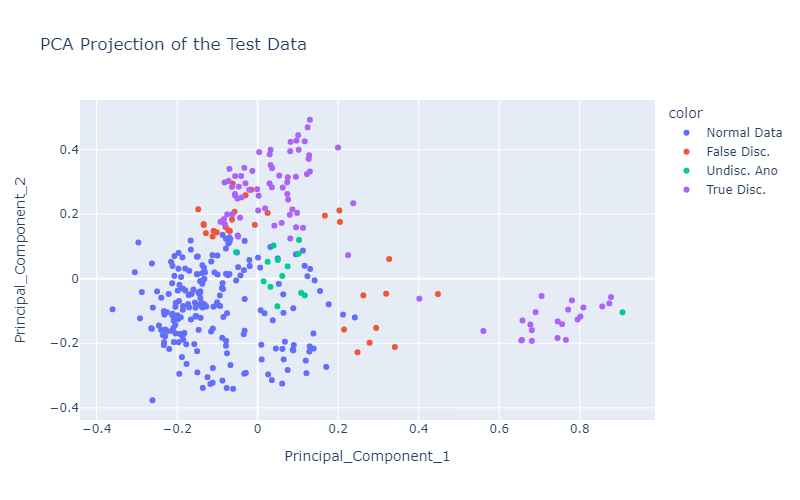 PCA Projection of the Test Data
color
Normal Data
False Disc.
Undisc. Ano
True Disc.
0.4
0.2
0
−0.2
−0.4
Principal_Component_2
−0.4
−0.2
0
0.2
0.4
0.6
0.8
Principal_Component_1